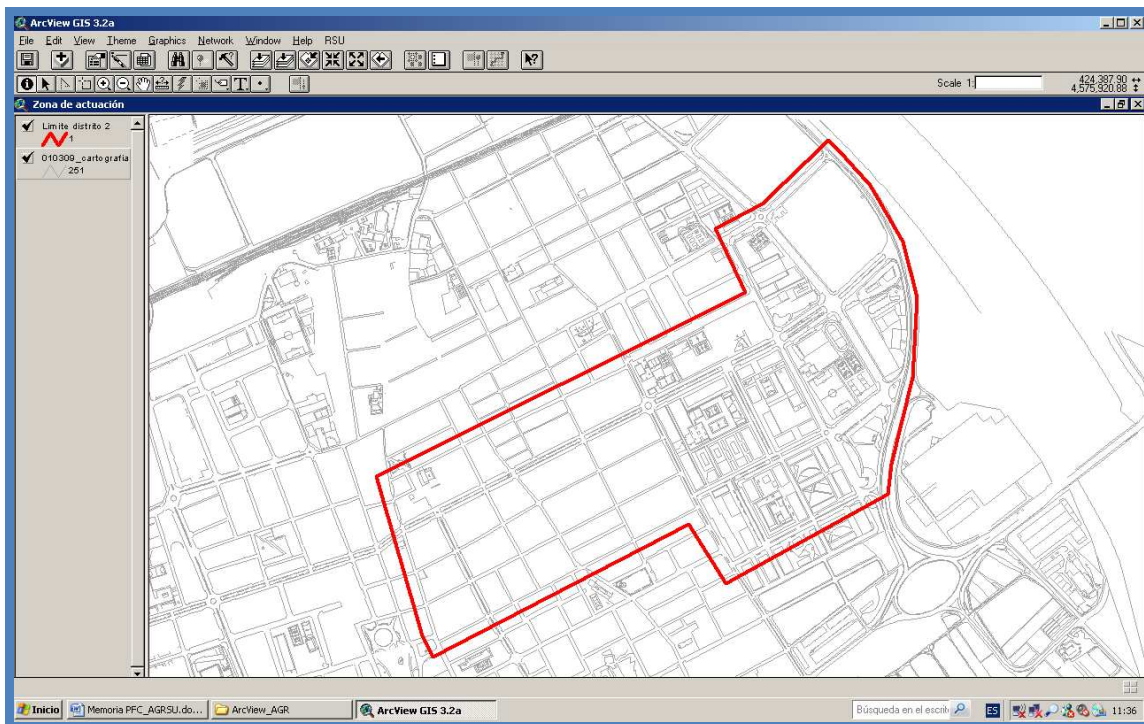 ArcView GIS 3.2a
File Edit View Theme Graphics Network Window Help RSU
Scale 1: 424,387.90
4,575,920.88
Zona de actuación
Limite distrito 2
1
010309_cartografia
251
Inicio Memoria PFC_AGRSU.do... ArcView_AGR ArcView GIS 3.2a Búsqueda en el escrito ES 11:36